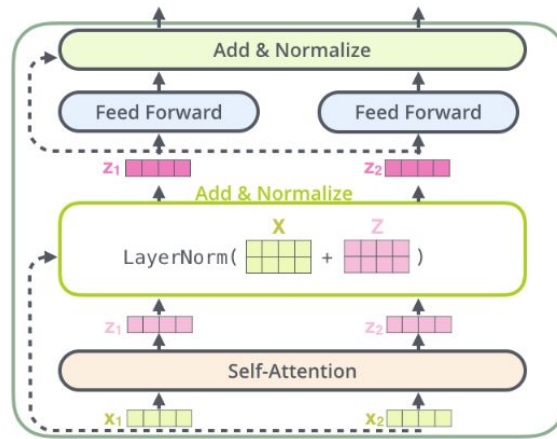 Add & Normalize
Feed Forward Feed Forward
z₁ z₂
Add & Normalize
X Z
LayerNorm( + )
z₁ z₂
Self-Attention
x₁ x₂